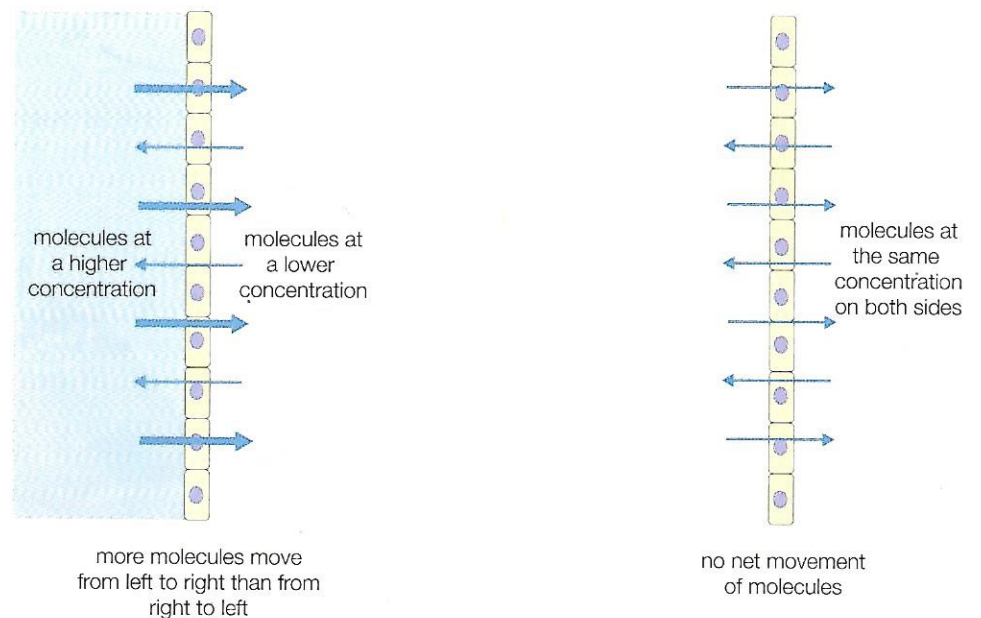 molecules at
a higher
concentration
molecules at
a lower
concentration
more molecules move
from left to right than from
right to left
molecules at
the same
concentration
on both sides
no net movement
of molecules